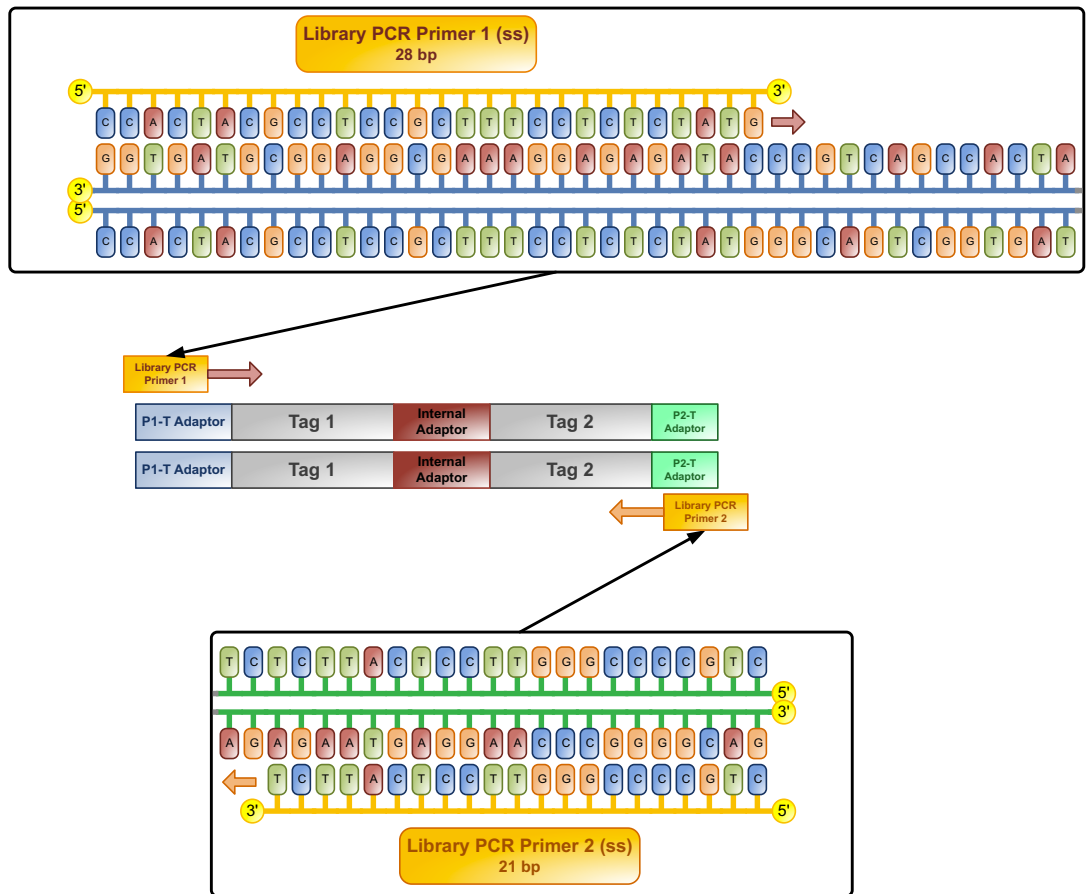 Library PCR Primer 1 (ss)
28 bp
5' 3'
C C A C T A C G C C T C C G C T T T C C T C T C T A T G
G G T G A T G C G G A G G C G A A A G G A G A G A T A C C C G T C A G C C A C T A
3'
5'
C C A C T A C G C C T C C G C T T T C C T C T C T A T G G G C A G T C G G T G A T
Library PCR
Primer 1
P1-T Adaptor Tag 1 Internal Adaptor Tag 2 P2-T Adaptor
P1-T Adaptor Tag 1 Internal Adaptor Tag 2 P2-T Adaptor
Library PCR
Primer 2
T C T C T T A C T C C T T G G G C C C C G T C
5'
3'
A G A G A A T G A G G A A C C C G G G G C A G
T C T T A C T C C T T G G G C C C C G T C
3' 5'
Library PCR Primer 2 (ss)
21 bp